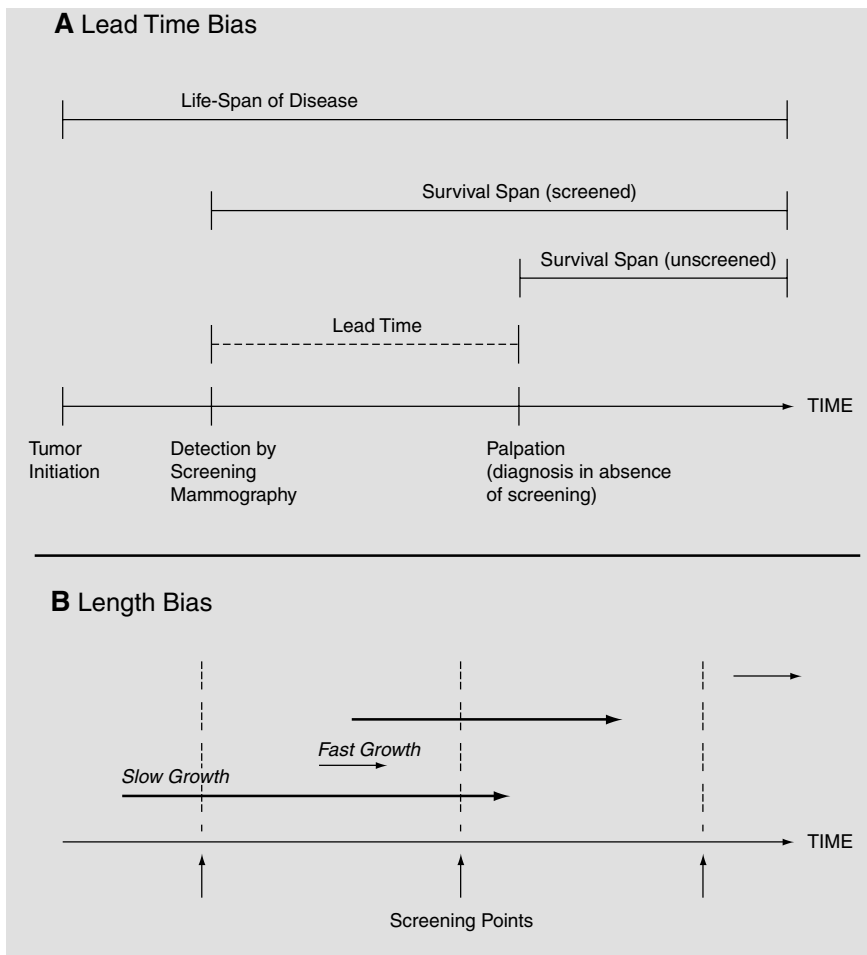 A Lead Time Bias
Life-Span of Disease
Survival Span (screened)
Survival Span (unscreened)
Lead Time
TIME
Tumor
Initiation
Detection by
Screening
Mammography
Palpation
(diagnosis in absence
of screening)
B Length Bias
Fast Growth
Slow Growth
TIME
Screening Points